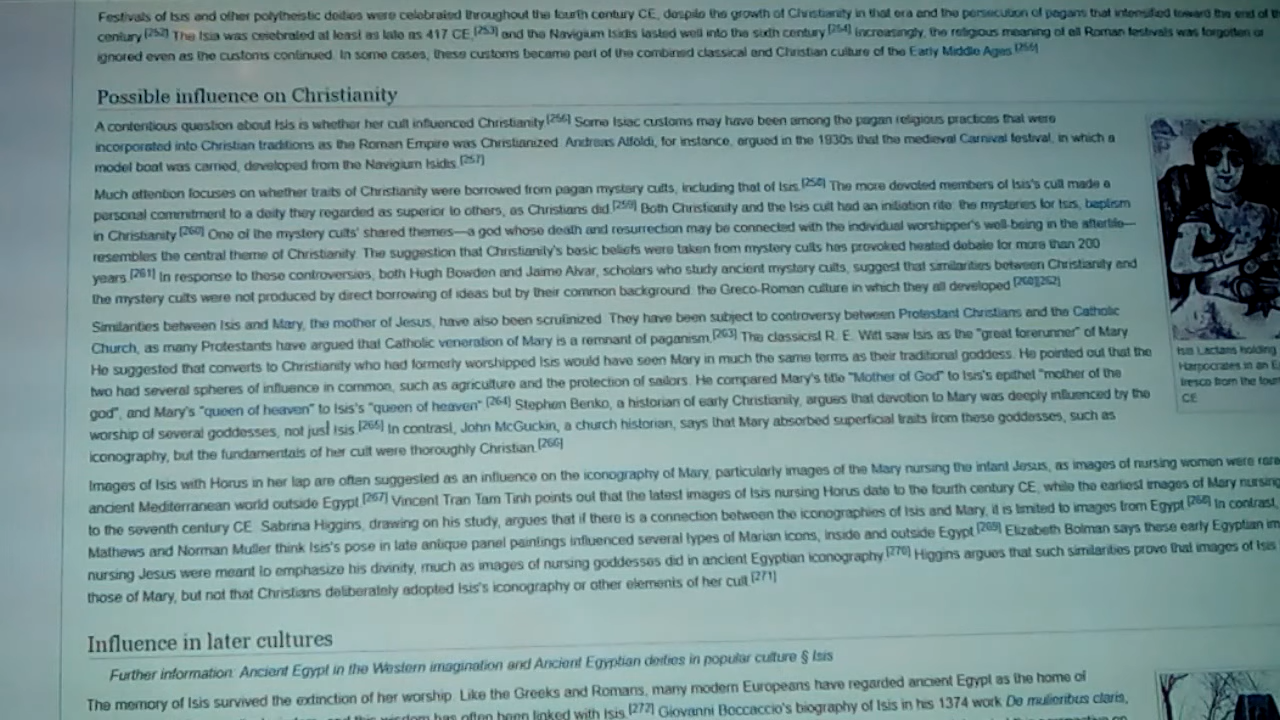 Festivals of Isis and other polytheistic deities were celebrated throughout the fourth century CE, despite the growth of Christianity in that era and the persecution of pagans that intensified toward the end of
century.[252] The Isia was celebrated at least as late as 417 CE,[253] and the Navigium Isidis lasted well into the sixth century.[254] Increasingly, the religious meaning of all Roman festivals was forgotten or
ignored even as the customs continued. In some cases, these customs became part of the combined classical and Christian culture of the Early Middle Ages.[255]
Possible influence on Christianity
A contentious question about Isis is whether her cult influenced Christianity.[256] Some Isiac customs may have been among the pagan religious practices that were
incorporated into Christian traditions as the Roman Empire was Christianized. Andreas Alföldi, for instance, argued in the 1930s that the medieval Carnival festival, in which a
model boat was carried, developed from the Navigium Isidis.[257]
Much attention focuses on whether traits of Christianity were borrowed from pagan mystery cults, including that of Isis.[258] The more devoted members of Isis's cult made a
personal commitment to a deity they regarded as superior to others, as Christians did.[259] Both Christianity and the Isis cult had an initiation rite: the mysteries for Isis, baptism
in Christianity.[260] One of the mystery cults' shared themes—a god whose death and resurrection may be connected with the individual worshipper's well-being in the afterlife—
resembles the central theme of Christianity. The suggestion that Christianity's basic beliefs were taken from mystery cults has provoked heated debate for more than 200
years.[261] In response to these controversies, both Hugh Bowden and Jaime Alvar, scholars who study ancient mystery cults, suggest that similarities between Christianity and
the mystery cults were not produced by direct borrowing of ideas but by their common background: the Greco-Roman culture in which they all developed.[260][262]
Similarities between Isis and Mary, the mother of Jesus, have also been scrutinized. They have been subject to controversy between Protestant Christians and the Catholic
Church, as many Protestants have argued that Catholic veneration of Mary is a remnant of paganism.[263] The classicist R. E. Witt saw Isis as the "great forerunner" of Mary.
He suggested that converts to Christianity who had formerly worshipped Isis would have seen Mary in much the same terms as their traditional goddess. He pointed out that the
two had several spheres of influence in common, such as agriculture and the protection of sailors. He compared Mary's title "Mother of God" to Isis's epithet "mother of the
god", and Mary's "queen of heaven" to Isis's "queen of heaven".[264] Stephen Benko, a historian of early Christianity, argues that devotion to Mary was deeply influenced by the
worship of several goddesses, not just Isis.[265] In contrast, John McGuckin, a church historian, says that Mary absorbed superficial traits from these goddesses, such as
iconography, but the fundamentals of her cult were thoroughly Christian.[266]
Images of Isis with Horus in her lap are often suggested as an influence on the iconography of Mary, particularly images of the Mary nursing the infant Jesus, as images of nursing women were rare
ancient Mediterranean world outside Egypt.[267] Vincent Tran Tam Tinh points out that the latest images of Isis nursing Horus date to the fourth century CE, while the earliest images of Mary nursing
to the seventh century CE. Sabrina Higgins, drawing on his study, argues that if there is a connection between the iconographies of Isis and Mary, it is limited to images from Egypt.[268] In contrast,
Mathews and Norman Muller think Isis's pose in late antique panel paintings influenced several types of Marian icons, inside and outside Egypt.[269] Elizabeth Bolman says these early Egyptian im
nursing Jesus were meant to emphasize his divinity, much as images of nursing goddesses did in ancient Egyptian iconography.[270] Higgins argues that such similarities prove that images of Isis
those of Mary, but not that Christians deliberately adopted Isis's iconography or other elements of her cult.[271]
Isis Lactans holding
Harpocrates in an E
fresco from the four
CE
Influence in later cultures
Further information: Ancient Egypt in the Western imagination and Ancient Egyptian deities in popular culture § Isis
The memory of Isis survived the extinction of her worship. Like the Greeks and Romans, many modern Europeans have regarded ancient Egypt as the home of
has often been linked with Isis.[272] Giovanni Boccaccio's biography of Isis in his 1374 work De mulieribus claris,